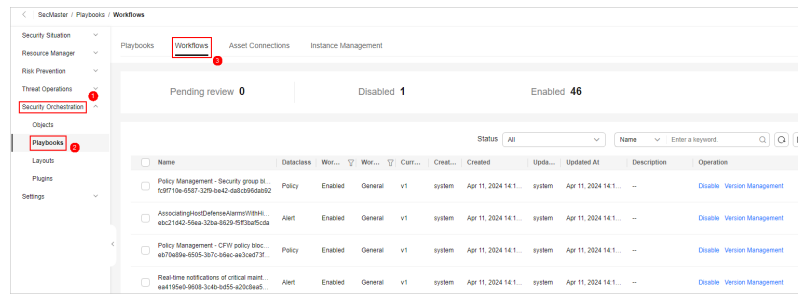 SecMaster / Playbooks / Workflows
Security Situation
Resource Manager
Risk Prevention
Threat Operations
1
Security Orchestration
Objects
Playbooks
2
Layouts
Plugins
Settings
Playbooks Workflows Asset Connections Instance Management
3
Pending review 0 Disabled 1 Enabled 46
Status All Name Enter a keyword.
Name Dataclass Wor... Wor... Curr... Creat... Created Upda... Updated At Description Operation
Policy Management - Security group bl...
fc9f710e-6587-32f9-be42-da8cb96dab92
Policy Enabled General v1 system Apr 11, 2024 14:1... system Apr 11, 2024 14:1... -- Disable Version Management
AssociatingHostDefenseAlarmsWithHi...
ebc21d42-56ea-32ba-8629-f5ff3baf5cda
Alert Enabled General v1 system Apr 11, 2024 14:1... system Apr 11, 2024 14:1... -- Disable Version Management
Policy Management - CFW policy bloc...
eb70e89e-6505-3b7c-b6ec-ae3ced73f...
Policy Enabled General v1 system Apr 11, 2024 14:1... system Apr 11, 2024 14:1... -- Disable Version Management
Real-time notifications of critical maint...
ea4195e0-9608-3c4b-bd55-a20c8ea5...
Alert Enabled General v1 system Apr 11, 2024 14:1... system Apr 11, 2024 14:1... -- Disable Version Management